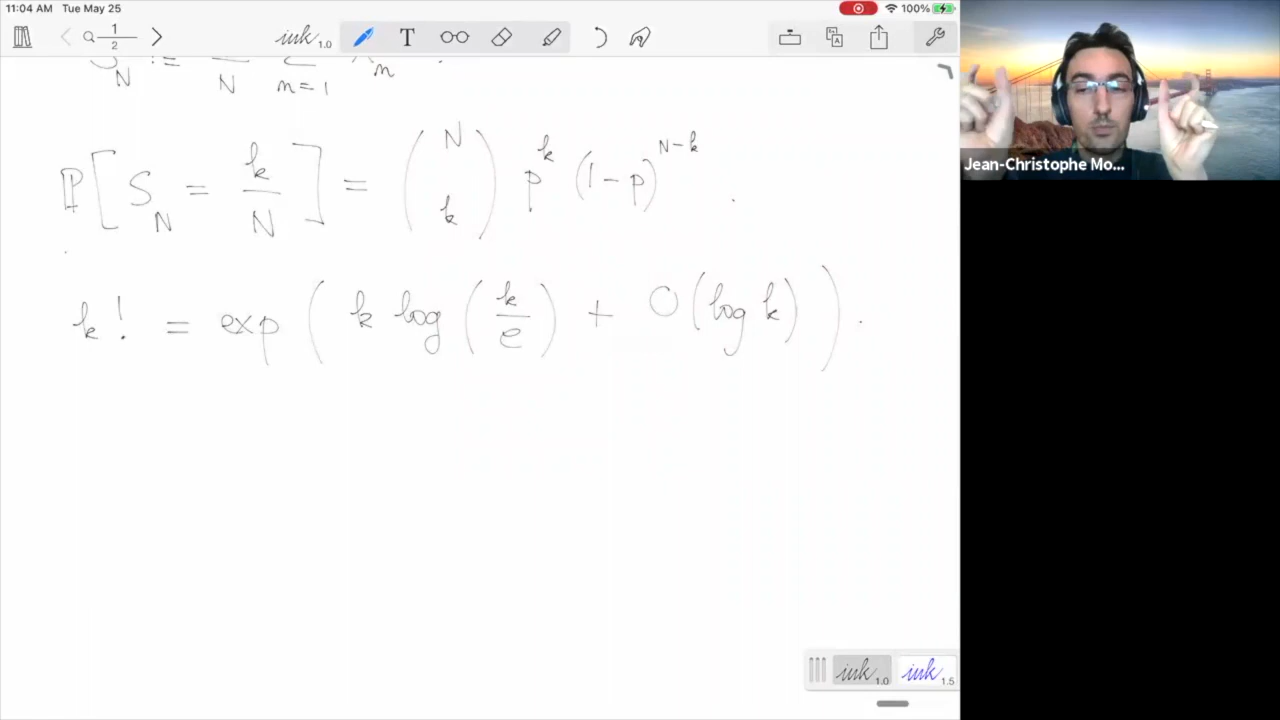 11:04 AM Tue May 25
100%
1/2
ink 1.0
T
N N m=1 m
ℙ[S_N = k/N] = (N k) p^k (1-p)^{N-k} .
k! = exp( k log(k/e) + O(log k) ) .
Jean-Christophe Mo...
ink 1.0 ink 1.5